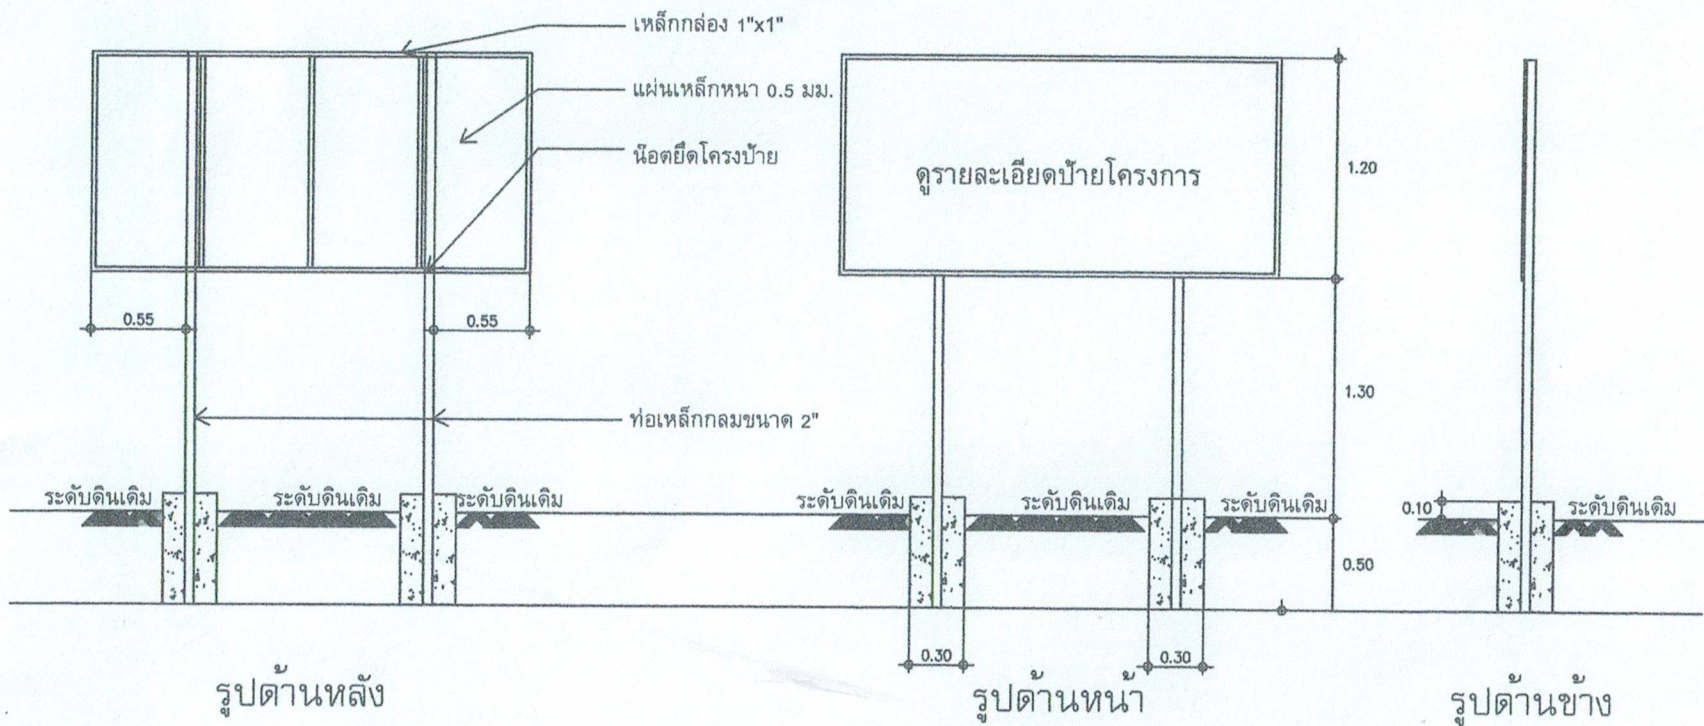 เหล็กกล่อง 1"x1"
แผ่นเหล็กหนา 0.5 มม.
น๊อตยึดโครงป้าย
0.55
0.55
ท่อเหล็กกลมขนาด 2"
ระดับดินเดิม
ระดับดินเดิม
ระดับดินเดิม
รูปด้านหลัง
ดูรายละเอียดป้ายโครงการ
1.20
1.30
ระดับดินเดิม
ระดับดินเดิม
ระดับดินเดิม
0.50
0.30
0.30
รูปด้านหน้า
0.10
ระดับดินเดิม
รูปด้านข้าง